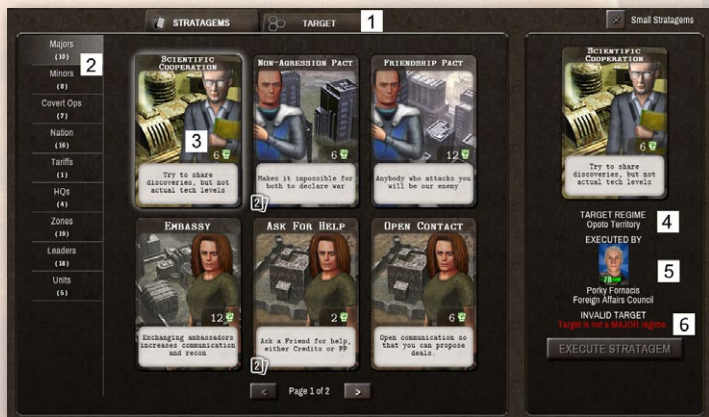 STRATAGEMS
TARGET
1
Small Stratagems
Majors
(10)
2
Minors
(8)
Covert Ops
(7)
Nation
(16)
Tariffs
(1)
HQs
(4)
Zones
(19)
Leaders
(18)
Units
(5)
Scientific
Cooperation
3
6
Try to share
discoveries, but not
actual tech levels
Non-Agression Pact
6
Makes it impossible for
both to declare war
2
Friendship Pact
12
Anybody who attacks you
will be our enemy
Embassy
12
Exchanging ambassadors
increases communication
and recon
Ask For Help
2
Ask a Friend for help,
either Credits or PP
2
Open Contact
6
Open communication so
that you can propose
deals.
< Page 1 of 2 >
Scientific
Cooperation
6
Try to share
discoveries, but not
actual tech levels
TARGET REGIME
4
Opoto Territory
EXECUTED BY
5
78
Porky Fornacis
Foreign Affairs Council
INVALID TARGET
6
Target is not a MAJOR regime
EXECUTE STRATAGEM